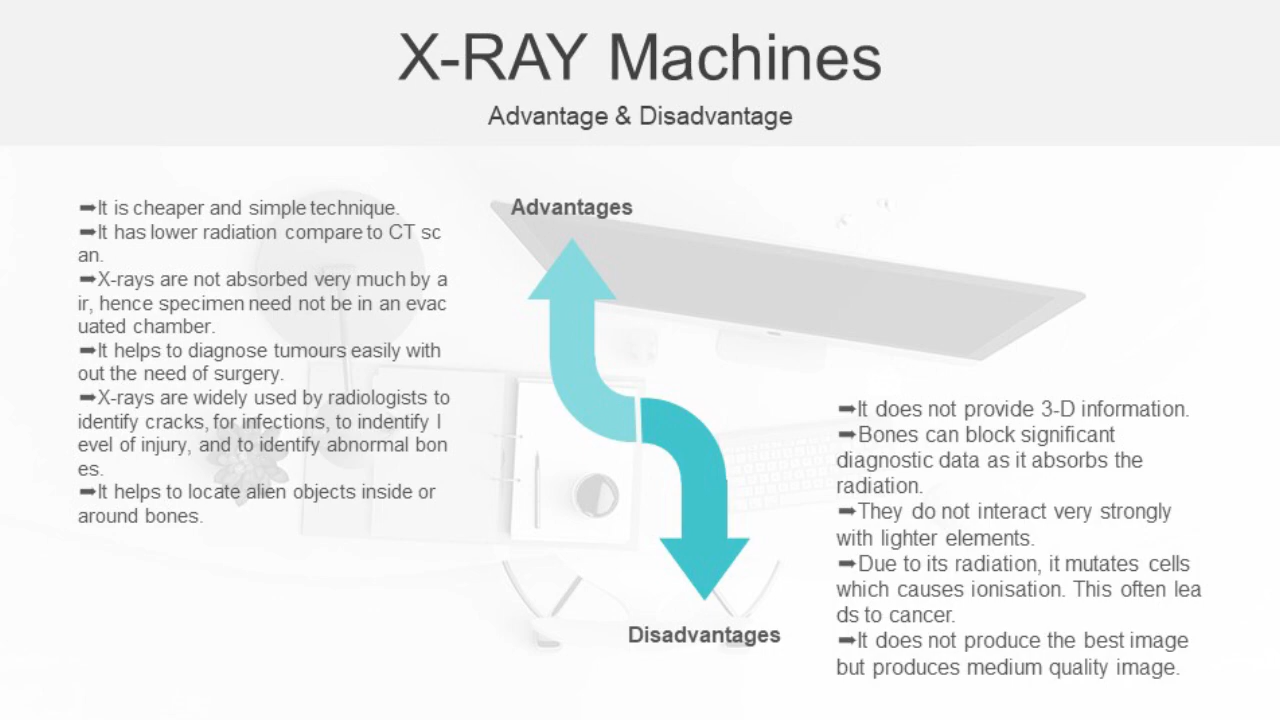 X-RAY Machines
Advantage & Disadvantage
➡It is cheaper and simple technique.
➡It has lower radiation compare to CT sc
an.
➡X-rays are not absorbed very much by a
ir, hence specimen need not be in an evac
uated chamber.
➡It helps to diagnose tumours easily with
out the need of surgery.
➡X-rays are widely used by radiologists to
identify cracks, for infections, to indentify l
evel of injury, and to identify abnormal bon
es.
➡It helps to locate alien objects inside or
around bones.
Advantages
Disadvantages
➡It does not provide 3-D information.
➡Bones can block significant
diagnostic data as it absorbs the
radiation.
➡They do not interact very strongly
with lighter elements.
➡Due to its radiation, it mutates cells
which causes ionisation. This often lea
ds to cancer.
➡It does not produce the best image
but produces medium quality image.